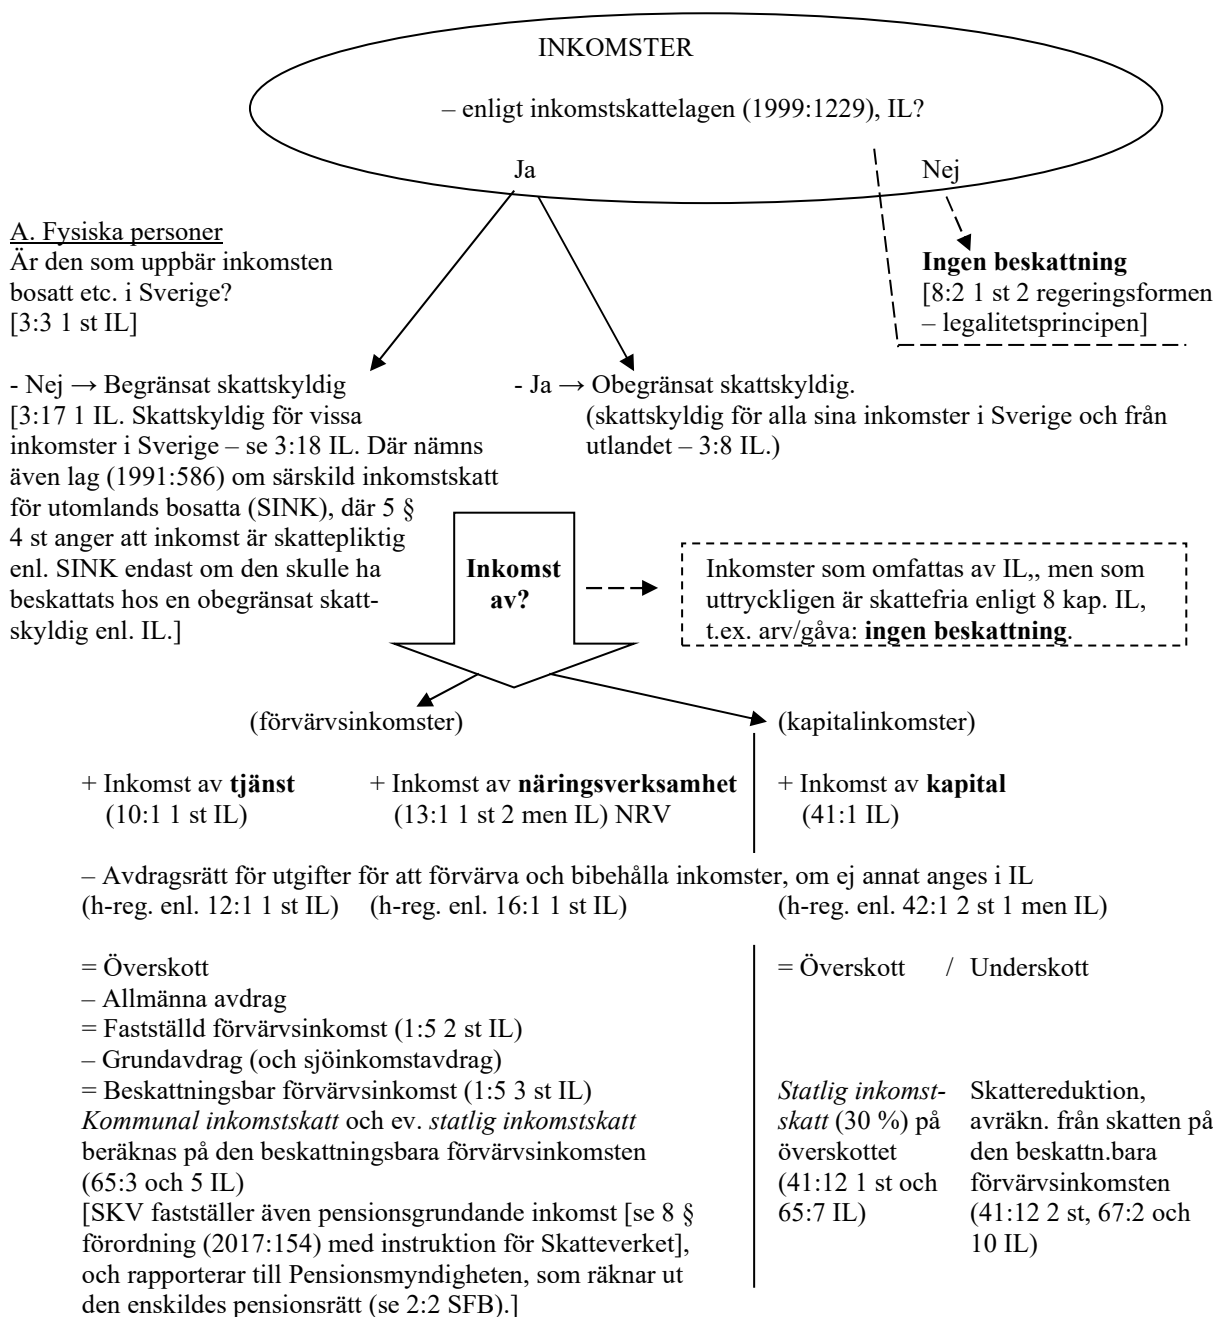 INKOMSTER
– enligt inkomstskattelagen (1999:1229), IL?
Ja
Nej
A. Fysiska personer
Är den som uppbär inkomsten
bosatt etc. i Sverige?
[3:3 1 st IL]
Ingen beskattning
[8:2 1 st 2 regeringsformen
– legalitetsprincipen]
- Nej → Begränsat skattskyldig
[3:17 1 IL. Skattskyldig för vissa
inkomster i Sverige – se 3:18 IL. Där nämns
även lag (1991:586) om särskild inkomstskatt
för utomlands bosatta (SINK), där 5 §
4 st anger att inkomst är skattepliktig
enl. SINK endast om den skulle ha
beskattats hos en obegränsat skatt-
skyldig enl. IL.]
- Ja → Obegränsat skattskyldig.
(skattskyldig för alla sina inkomster i Sverige och från
utlandet – 3:8 IL.)
Inkomst
av?
Inkomster som omfattas av IL,, men som
uttryckligen är skattefria enligt 8 kap. IL,
t.ex. arv/gåva: ingen beskattning.
(förvärvsinkomster)
(kapitalinkomster)
+ Inkomst av tjänst
(10:1 1 st IL)
+ Inkomst av näringsverksamhet
(13:1 1 st 2 men IL) NRV
+ Inkomst av kapital
(41:1 IL)
– Avdragsrätt för utgifter för att förvärva och bibehålla inkomster, om ej annat anges i IL
(h-reg. enl. 12:1 1 st IL) (h-reg. enl. 16:1 1 st IL) (h-reg. enl. 42:1 2 st 1 men IL)
= Överskott
– Allmänna avdrag
= Fastställd förvärvsinkomst (1:5 2 st IL)
– Grundavdrag (och sjöinkomstavdrag)
= Beskattningsbar förvärvsinkomst (1:5 3 st IL)
Kommunal inkomstskatt och ev. statlig inkomstskatt
beräknas på den beskattningsbara förvärvsinkomsten
(65:3 och 5 IL)
[SKV fastställer även pensionsgrundande inkomst [se 8 §
förordning (2017:154) med instruktion för Skatteverket],
och rapporterar till Pensionsmyndigheten, som räknar ut
den enskildes pensionsrätt (se 2:2 SFB).]
= Överskott / Underskott
Statlig inkomst-
skatt (30 %) på
överskottet
(41:12 1 st och
65:7 IL)
Skattereduktion,
avräkn. från skatten på
den beskattn.bara
förvärvsinkomsten
(41:12 2 st, 67:2 och
10 IL)